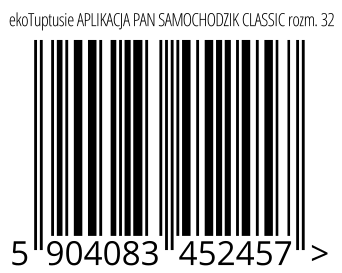 ekoTuptusie APLIKACJA PAN SAMOCHODZIK CLASSIC rozm. 32
5 904083 452457 >